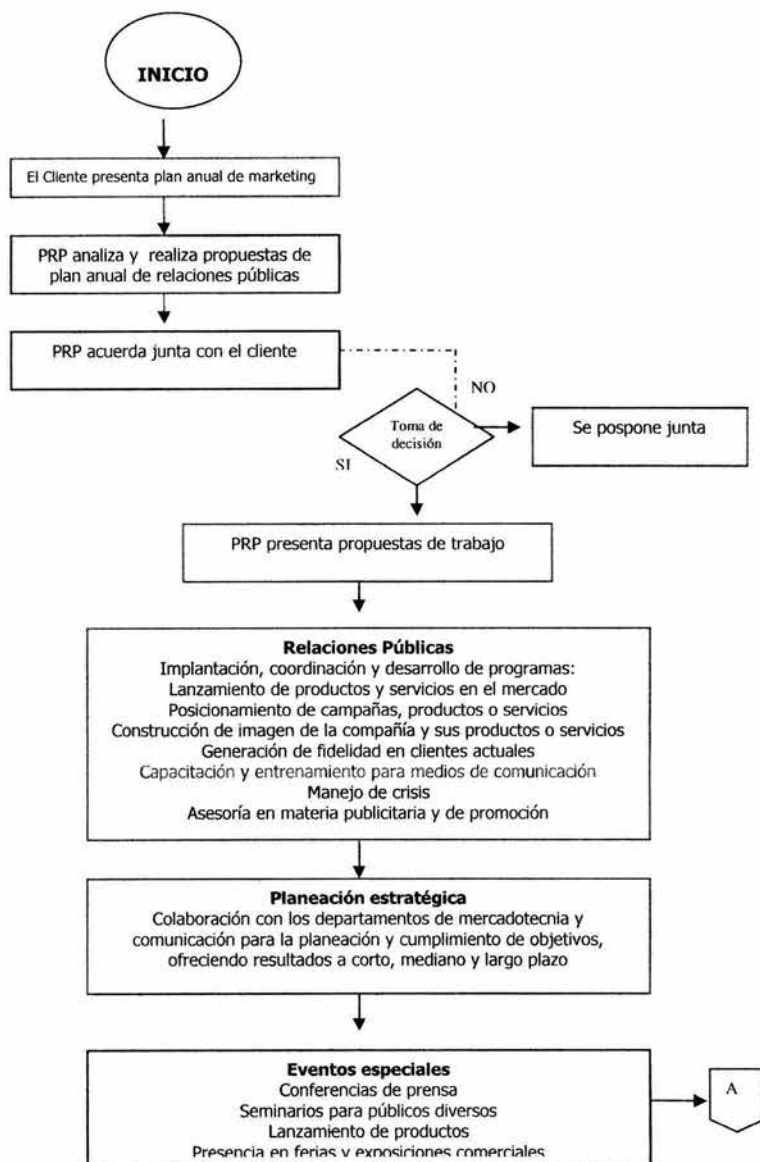 INICIO
El Cliente presenta plan anual de marketing
PRP analiza y realiza propuestas de
plan anual de relaciones públicas
PRP acuerda junta con el cliente
NO
Toma de
decisión
Se pospone junta
SI
PRP presenta propuestas de trabajo
Relaciones Públicas
Implantación, coordinación y desarrollo de programas:
Lanzamiento de productos y servicios en el mercado
Posicionamiento de campañas, productos o servicios
Construcción de imagen de la compañía y sus productos o servicios
Generación de fidelidad en clientes actuales
Capacitación y entrenamiento para medios de comunicación
Manejo de crisis
Asesoría en materia publicitaria y de promoción
Planeación estratégica
Colaboración con los departamentos de mercadotecnia y
comunicación para la planeación y cumplimiento de objetivos,
ofreciendo resultados a corto, mediano y largo plazo
Eventos especiales
Conferencias de prensa
Seminarios para públicos diversos
Lanzamiento de productos
Presencia en ferias y exposiciones comerciales
A